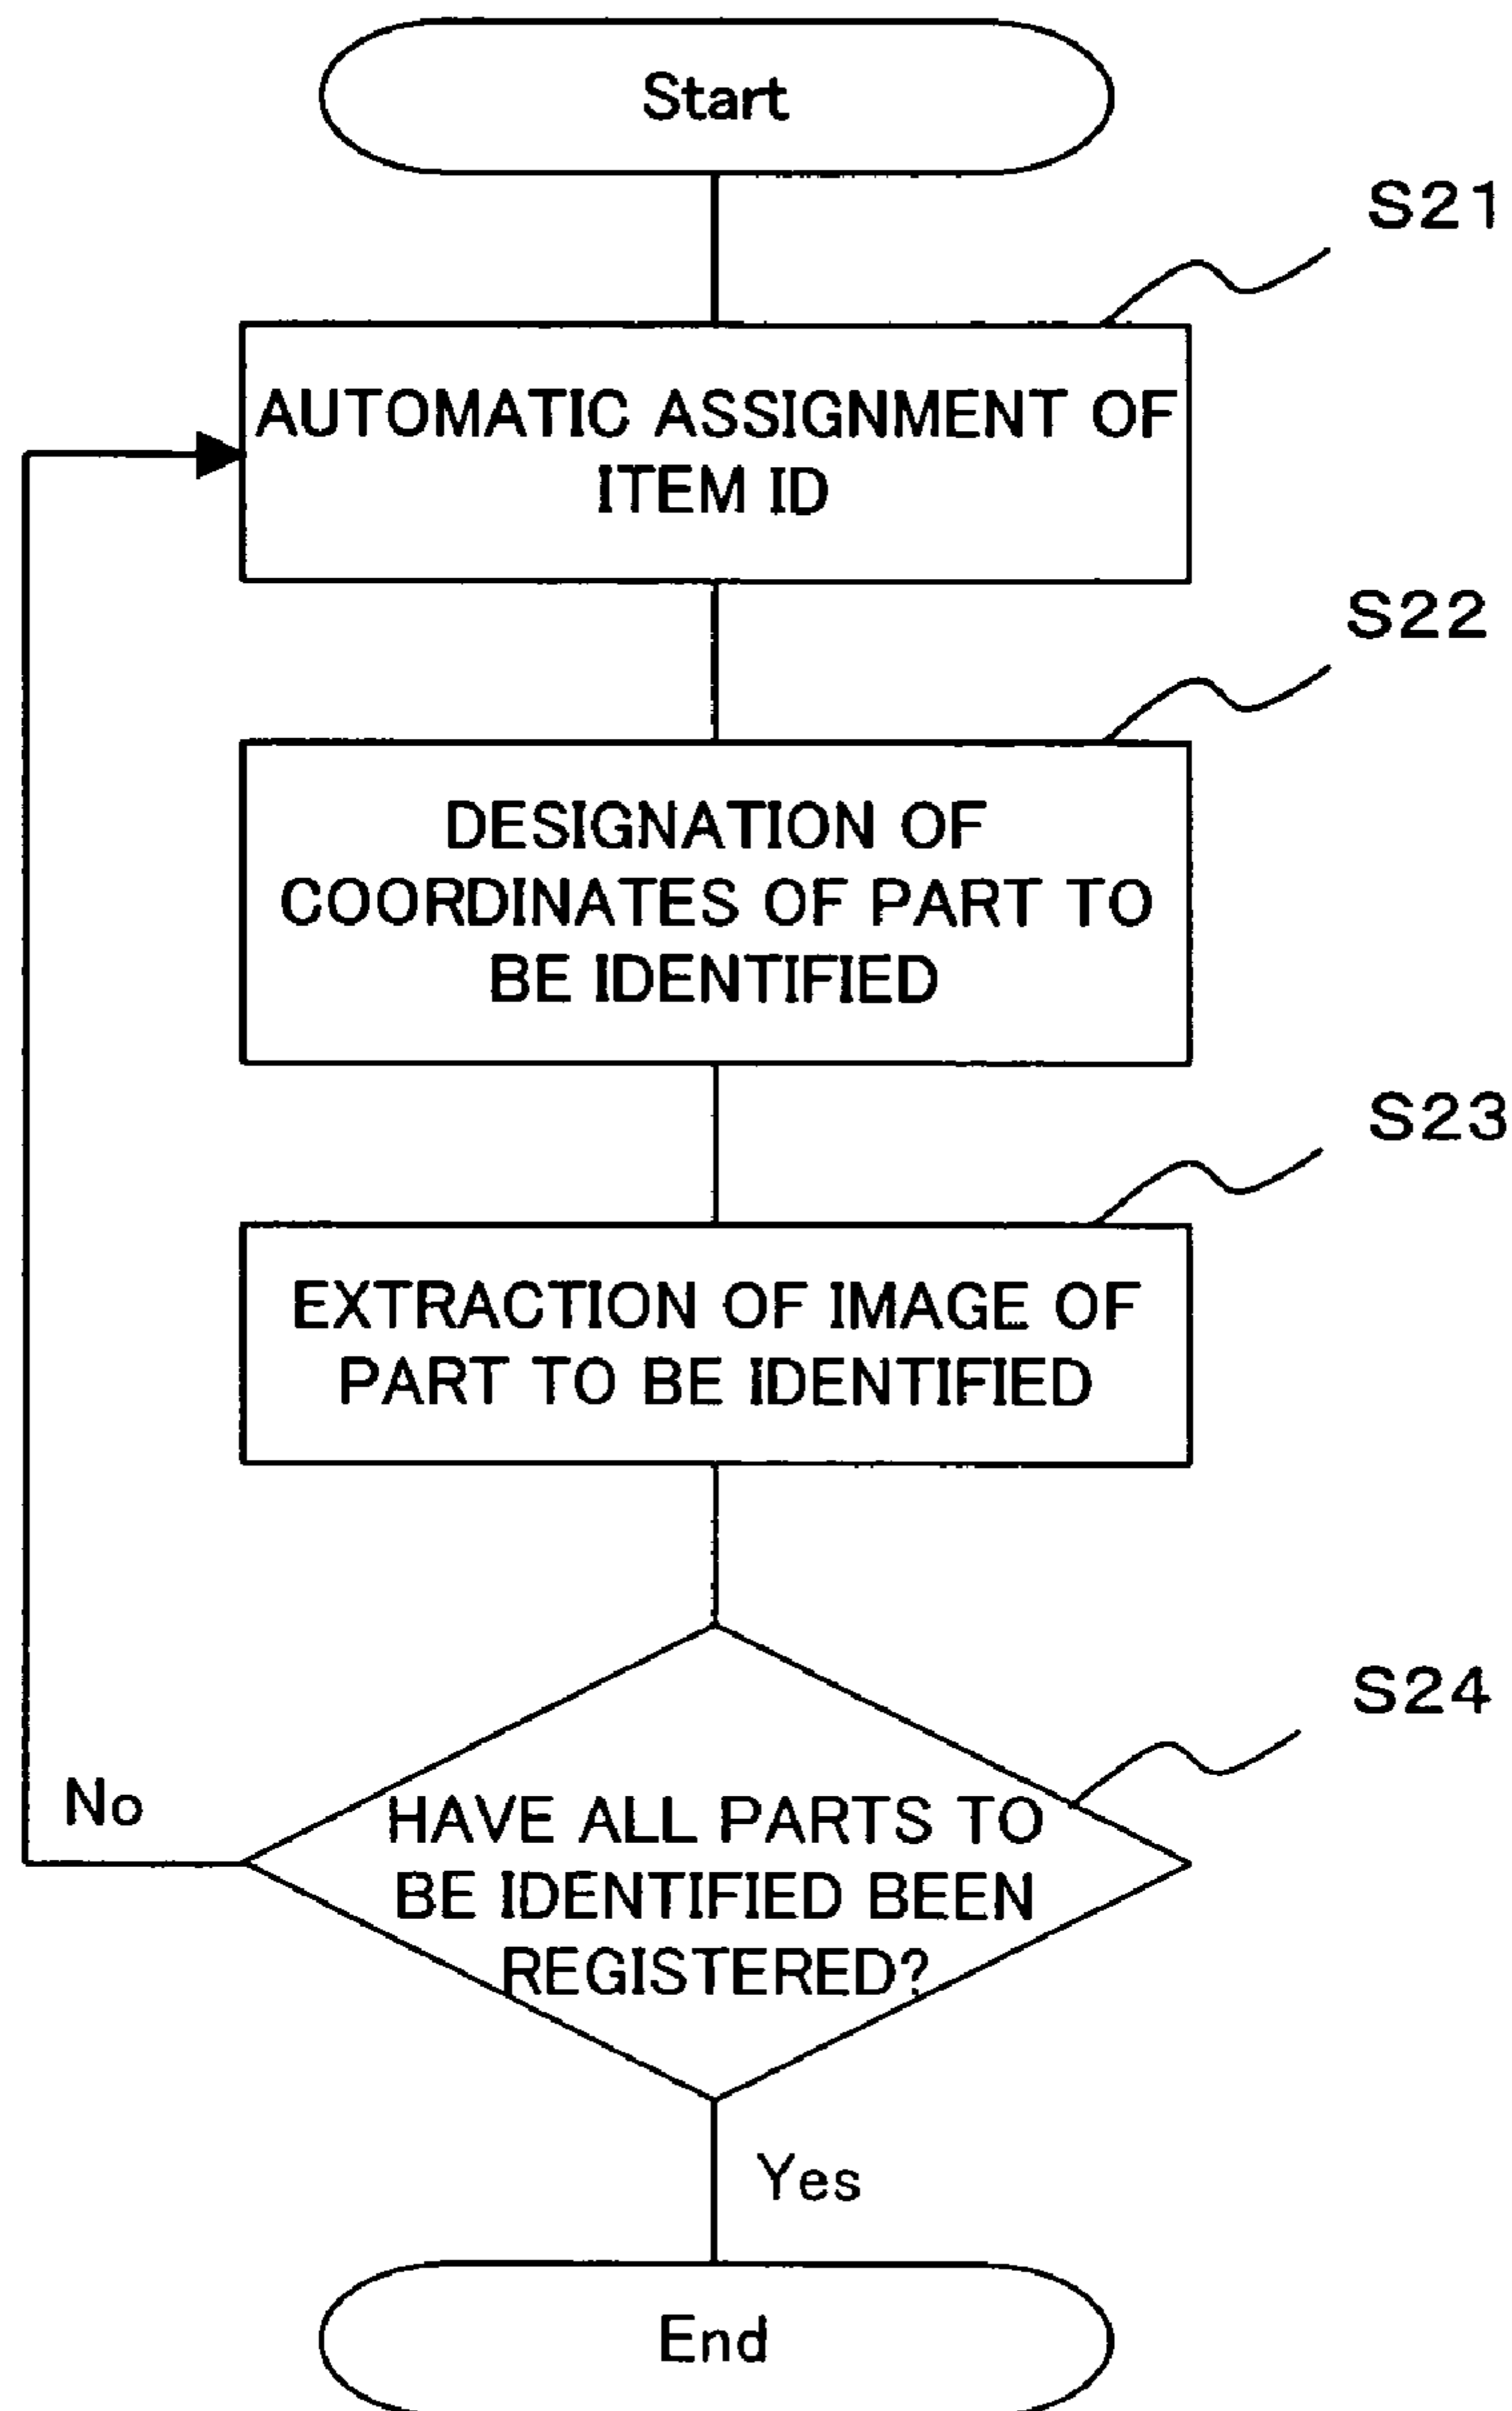 Start
S21
AUTOMATIC ASSIGNMENT OF
ITEM ID
S22
DESIGNATION OF
COORDINATES OF PART TO
BE IDENTIFIED
S23
EXTRACTION OF IMAGE OF
PART TO BE IDENTIFIED
S24
No
HAVE ALL PARTS TO
BE IDENTIFIED BEEN
REGISTERED?
Yes
End